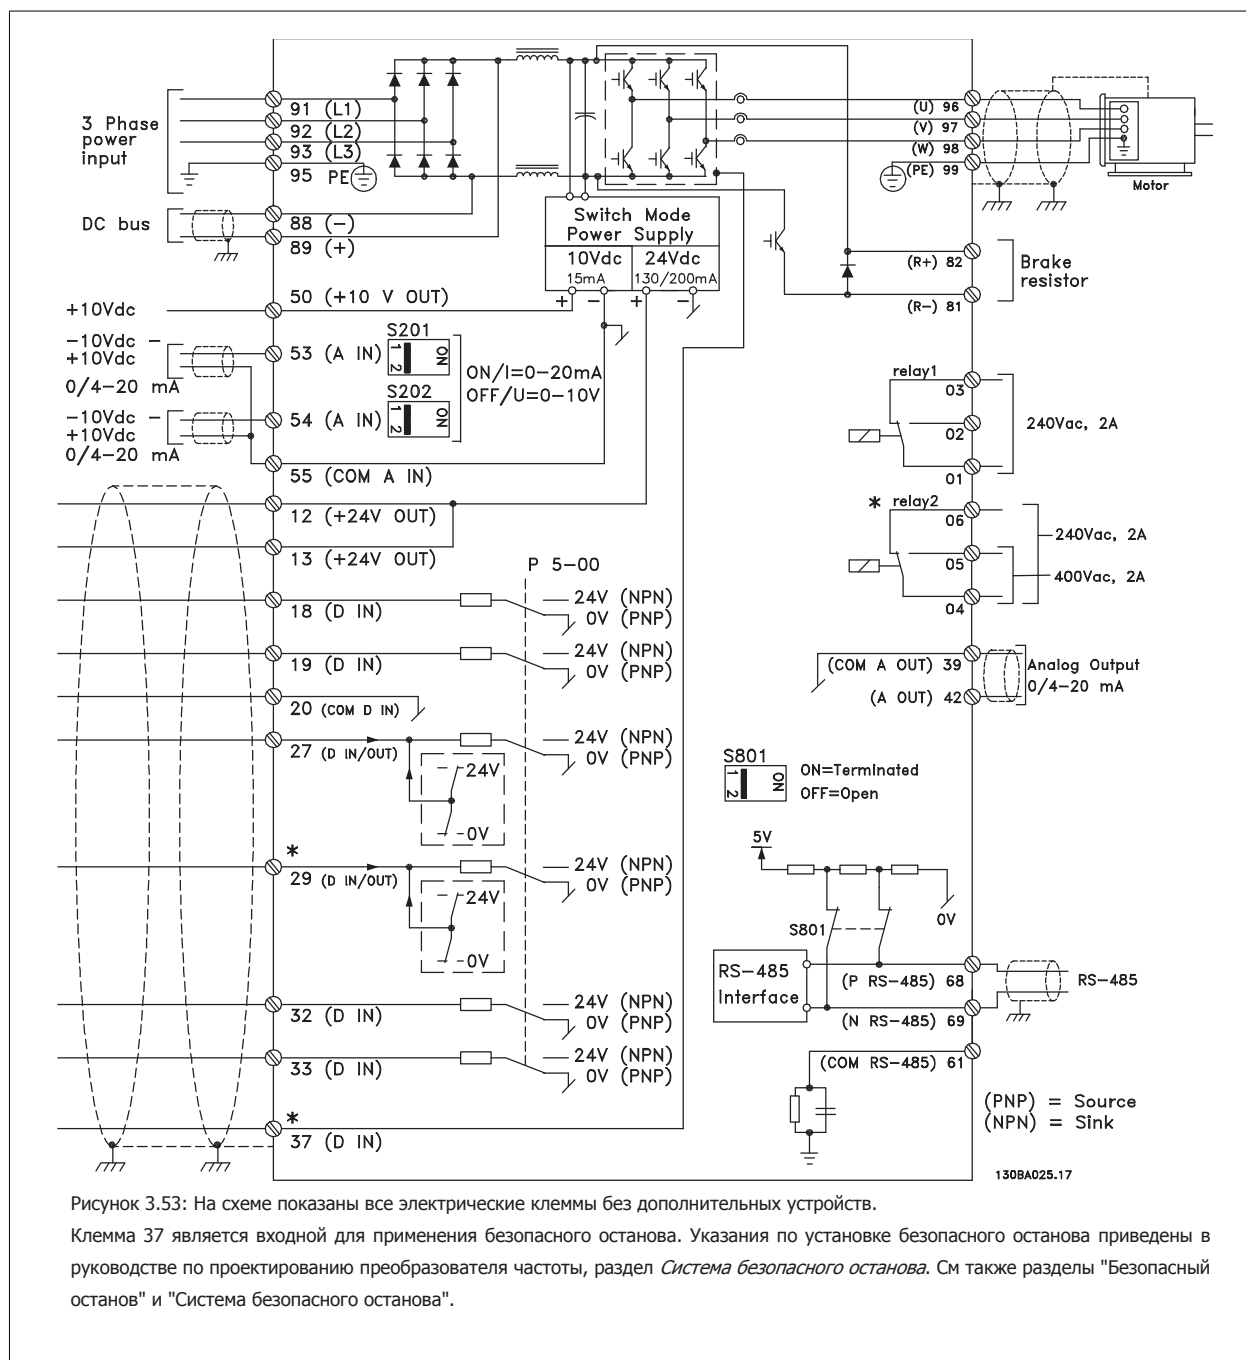 3 Phase
power
input
91 (L1)
92 (L2)
93 (L3)
95 PE
DC bus
88 (−)
89 (+)
+10Vdc
50 (+10 V OUT)
Switch Mode
Power Supply
10Vdc
15mA
24Vdc
130/200mA
+ − + −
−10Vdc −
+10Vdc
0/4−20 mA
53 (A IN)
S201
1 2 ON
S202
1 2 ON
ON/I=0−20mA
OFF/U=0−10V
−10Vdc −
+10Vdc
0/4−20 mA
54 (A IN)
55 (COM A IN)
12 (+24V OUT)
13 (+24V OUT)
P 5-00
18 (D IN)
24V (NPN)
0V (PNP)
19 (D IN)
24V (NPN)
0V (PNP)
20 (COM D IN)
27 (D IN/OUT)
24V (NPN)
0V (PNP)
24V
0V
*
29 (D IN/OUT)
24V (NPN)
0V (PNP)
24V
0V
32 (D IN)
24V (NPN)
0V (PNP)
33 (D IN)
24V (NPN)
0V (PNP)
*
37 (D IN)
(U) 96
(V) 97
(W) 98
(PE) 99
Motor
(R+) 82
Brake
resistor
(R−) 81
relay1
03
02
240Vac, 2A
01
* relay2
06
240Vac, 2A
05
400Vac, 2A
04
(COM A OUT) 39
Analog Output
0/4−20 mA
(A OUT) 42
S801
1 2 ON
ON=Terminated
OFF=Open
5V
S801
0V
RS-485
Interface
(P RS-485) 68
RS-485
(N RS-485) 69
(COM RS-485) 61
(PNP) = Source
(NPN) = Sink
130BA025.17
Рисунок 3.53: На схеме показаны все электрические клеммы без дополнительных устройств.
Клемма 37 является входной для применения безопасного останова. Указания по установке безопасного останова приведены в
руководстве по проектированию преобразователя частоты, раздел Система безопасного останова. См также разделы "Безопасный
останов" и "Система безопасного останова".